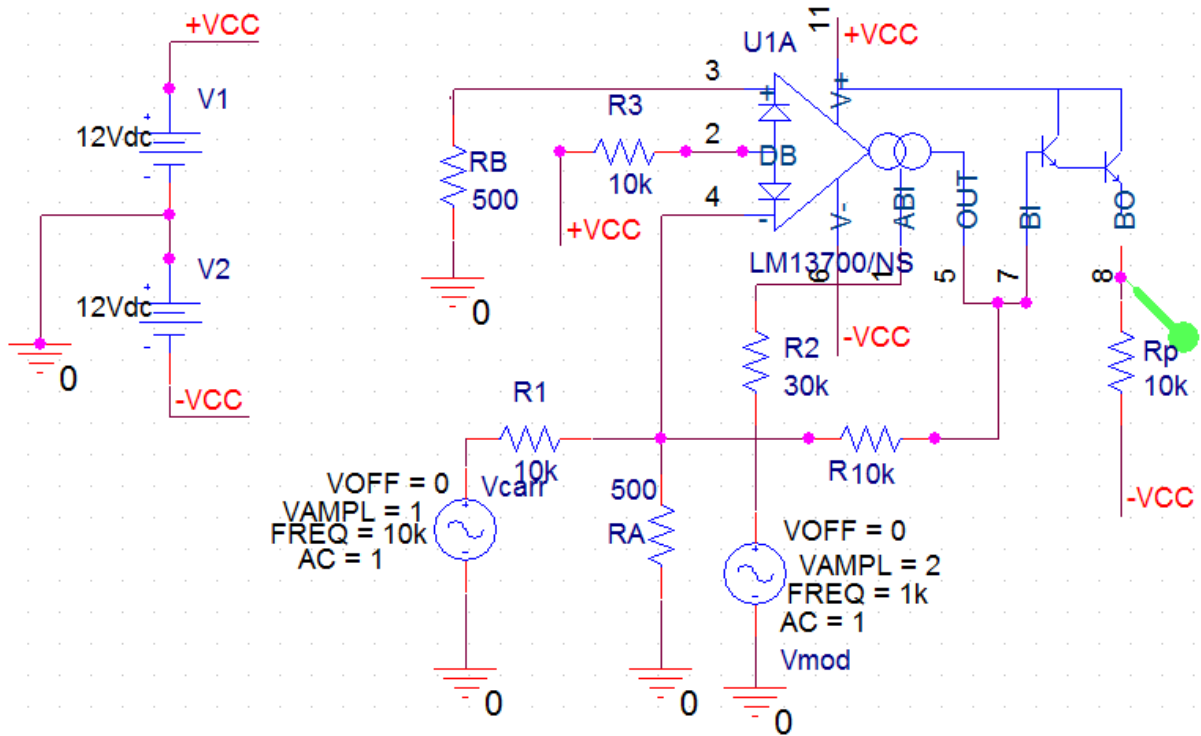 +VCC
V1
12Vdc
+
-
V2
12Vdc
+
-
0
-VCC
U1A
11
+VCC
3
R3
2
10k
+VCC
RB
500
0
4
+
DB
-
V+
V-
ABI
OUT
BI
BO
LM13700/NS
6
1
5
7
8
-VCC
R2
30k
R1
10k
R
10k
Rp
10k
-VCC
Vcarr
VOFF = 0
VAMPL = 1
FREQ = 10k
AC = 1
+
-
0
500
RA
0
VOFF = 0
VAMPL = 2
FREQ = 1k
AC = 1
Vmod
+
-
0